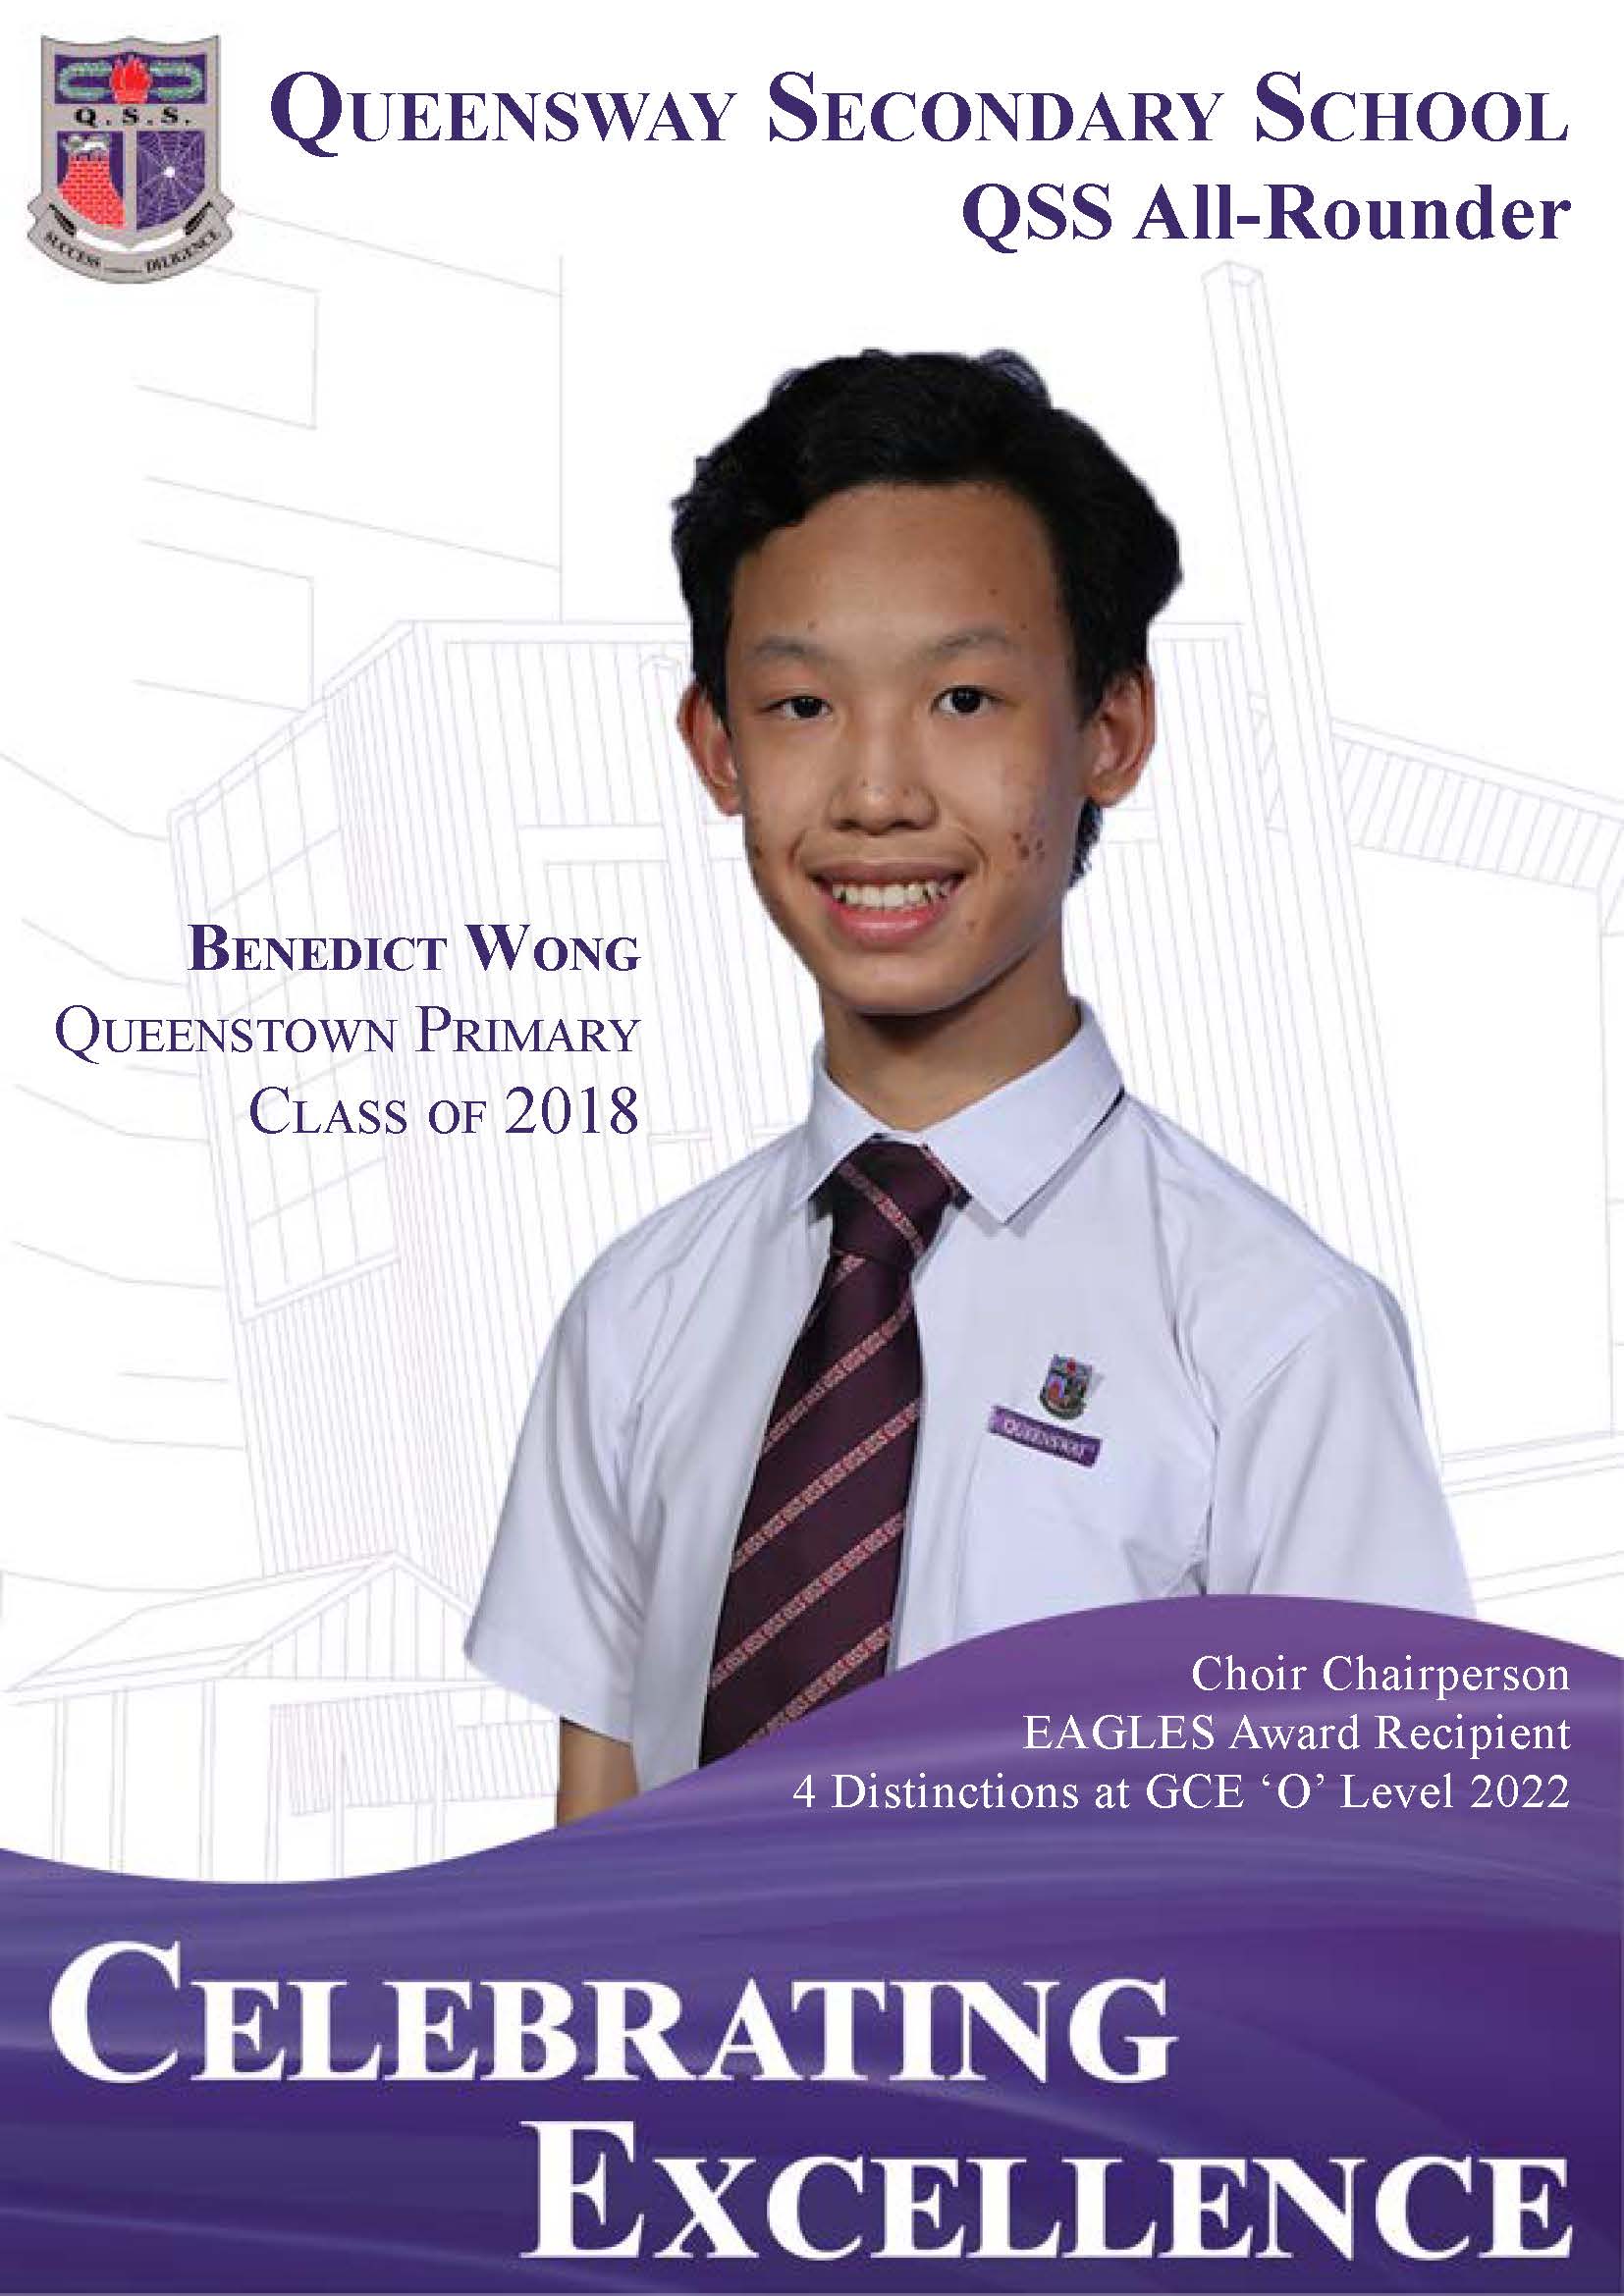 Q.S.S.
SUCCESS DILIGENCE
QUEENSWAY SECONDARY SCHOOL
QSS All-Rounder
BENEDICT WONG
QUEENSTOWN PRIMARY
CLASS OF 2018
QUEENSWAY
Choir Chairperson
EAGLES Award Recipient
4 Distinctions at GCE ‘O’ Level 2022
CELEBRATING
EXCELLENCE